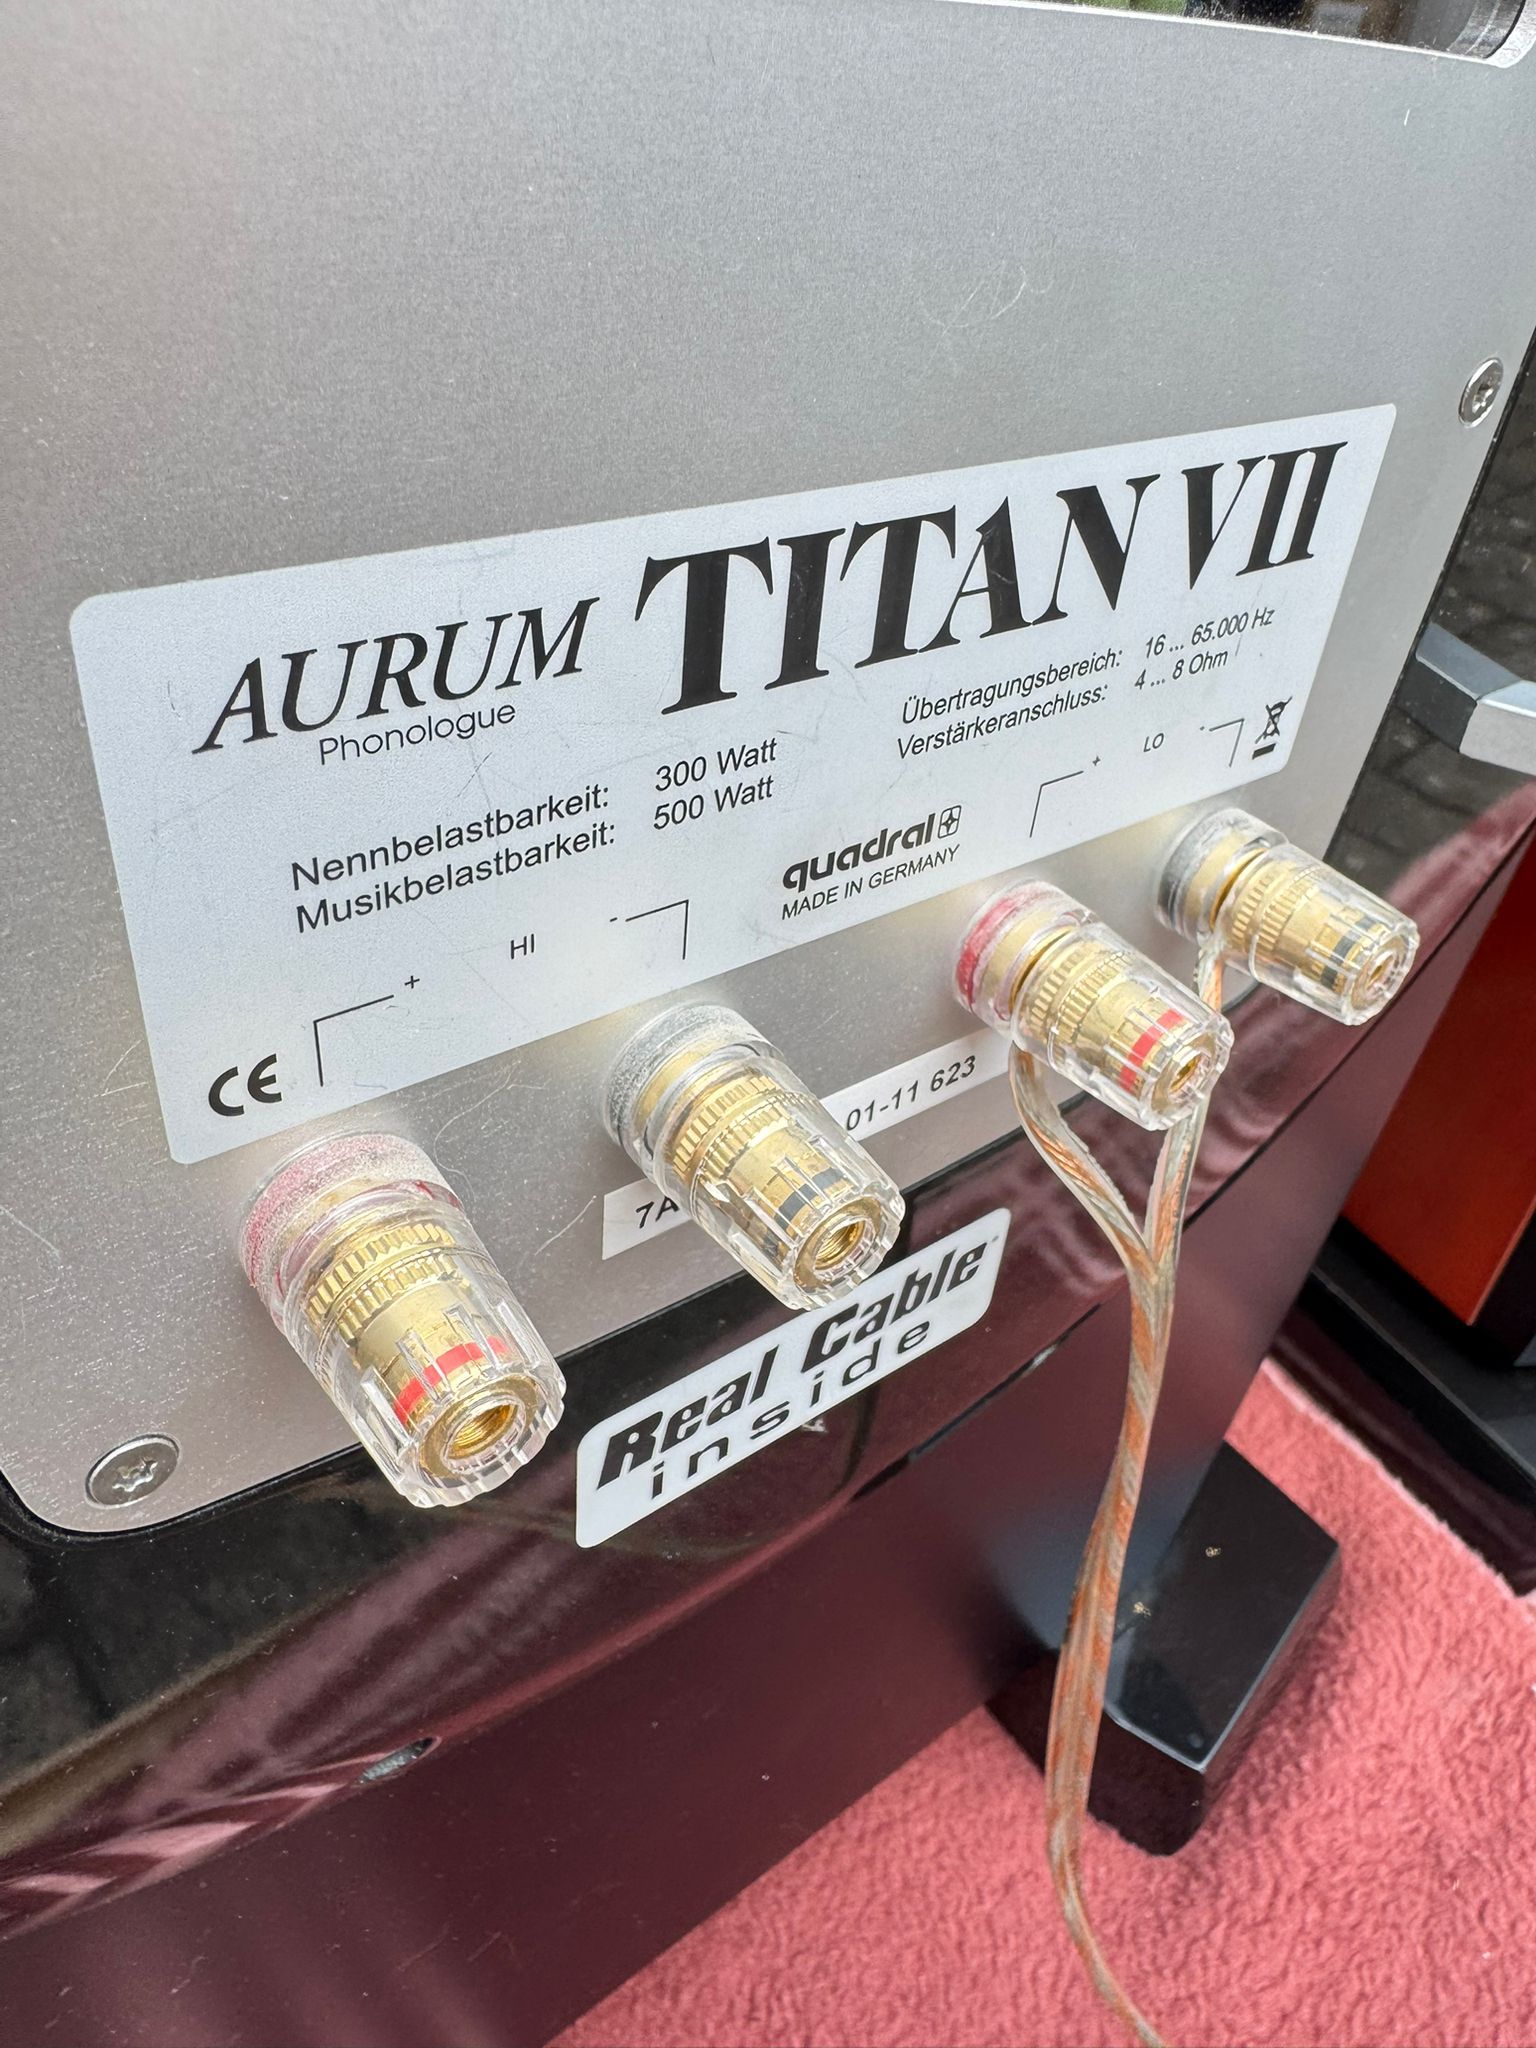 AURUM TITAN VII
Phonologue
Nennbelastbarkeit: 300 Watt
Musikbelastbarkeit: 500 Watt
Übertragungsbereich: 16 ... 65.000 Hz
Verstärkeranschluss: 4 ... 8 Ohm
quadral
MADE IN GERMANY
+ HI -
+ LO -
CE
7A 01-11 623
Real Cable
inside